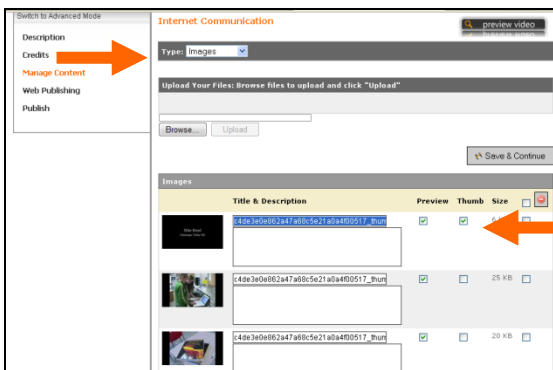 Switch to Advanced Mode
Description
Credits
Manage Content
Web Publishing
Publish
Internet Communication
preview video
Type: Images
Upload Your Files: Browse files to upload and click "Upload"
Browse... Upload
Save & Continue
Images
Title & Description Preview Thumb Size
c4de3e0e862a47a68c5e21a0a4f00517_thum
c4de3e0e862a47a68c5e21a0a4f00517_thum 25 KB
c4de3e0e862a47a68c5e21a0a4f00517_thum 20 KB